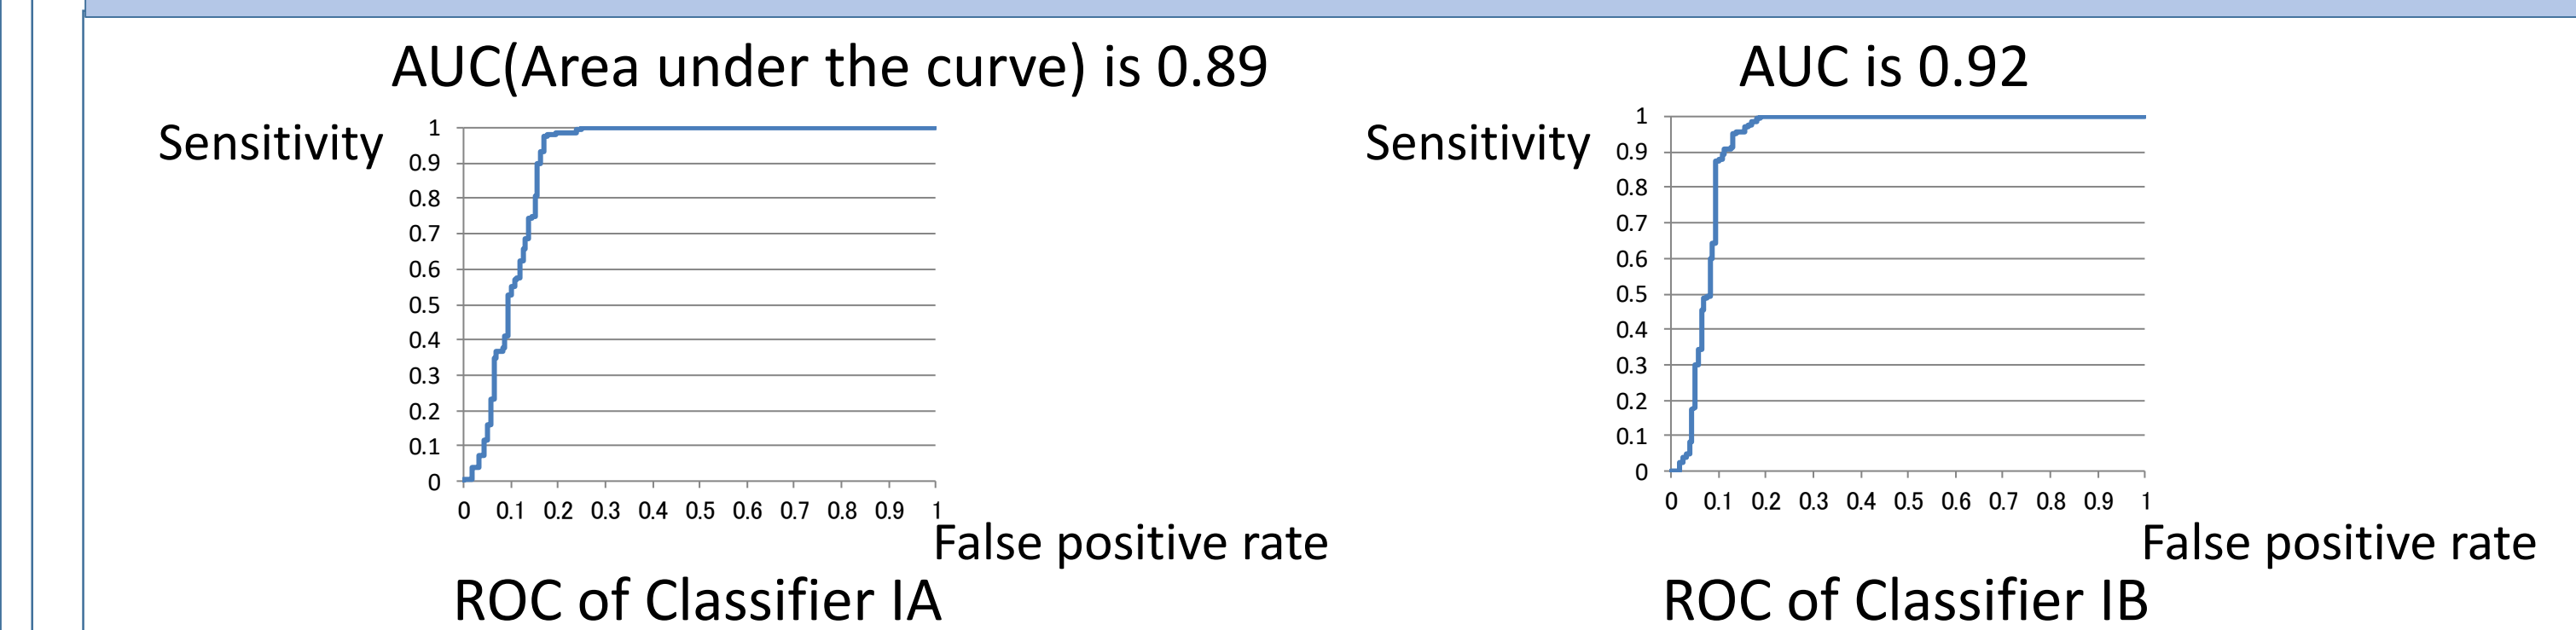 AUC(Area under the curve) is 0.89
Sensitivity
1
0.9
0.8
0.7
0.6
0.5
0.4
0.3
0.2
0.1
0
0 0.1 0.2 0.3 0.4 0.5 0.6 0.7 0.8 0.9 1
False positive rate
ROC of Classifier IA
AUC is 0.92
Sensitivity
1
0.9
0.8
0.7
0.6
0.5
0.4
0.3
0.2
0.1
0
0 0.1 0.2 0.3 0.4 0.5 0.6 0.7 0.8 0.9 1
False positive rate
ROC of Classifier IB